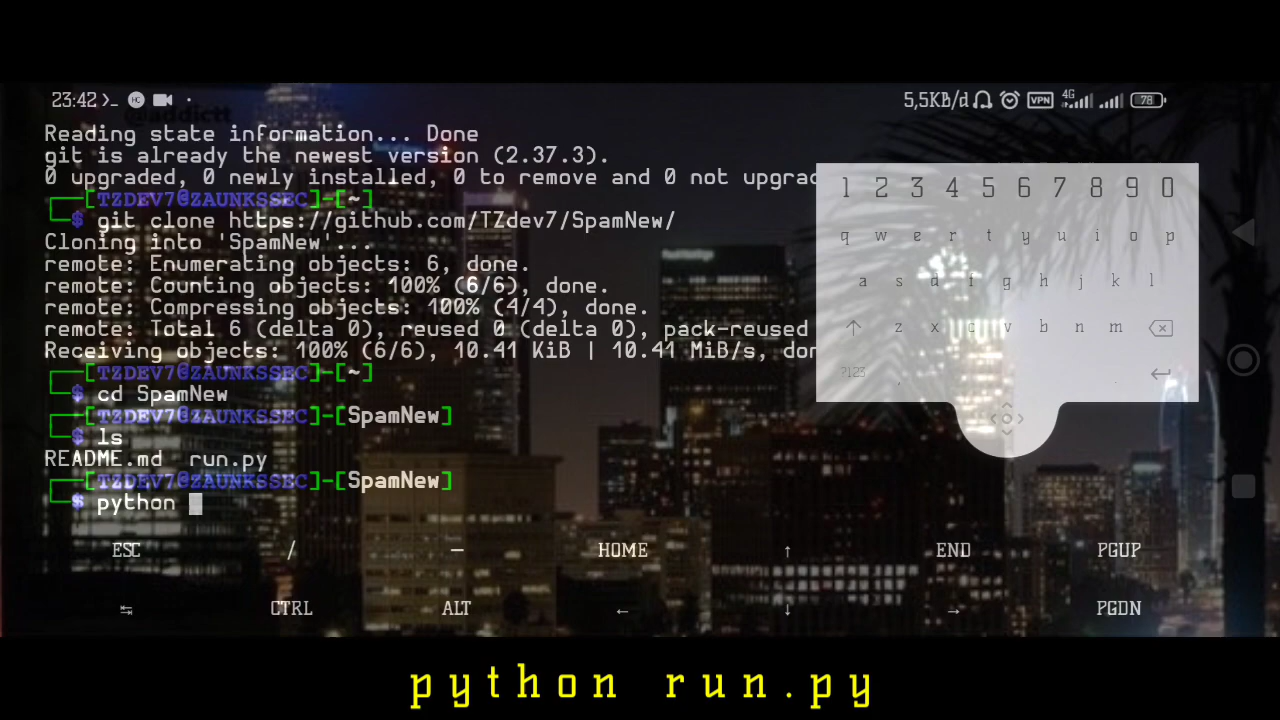 23:42
5,5KB/d
VPN
4G
78
@addictt
Reading state information... Done
git is already the newest version (2.37.3).
0 upgraded, 0 newly installed, 0 to remove and 0 not upgrad
┌──[TZDEV7@ZAUNKSSEC]-[~]
└─$ git clone https://github.com/TZdev7/SpamNew/
Cloning into 'SpamNew'...
remote: Enumerating objects: 6, done.
remote: Counting objects: 100% (6/6), done.
remote: Compressing objects: 100% (4/4), done.
remote: Total 6 (delta 0), reused 0 (delta 0), pack-reused
Receiving objects: 100% (6/6), 10.41 KiB | 10.41 MiB/s, don
┌──[TZDEV7@ZAUNKSSEC]-[~]
└─$ cd SpamNew
┌──[TZDEV7@ZAUNKSSEC]-[SpamNew]
└─$ ls
README.md run.py
┌──[TZDEV7@ZAUNKSSEC]-[SpamNew]
└─$ python
1 2 3 4 5 6 7 8 9 0
q w e r t y u i o p
a s d f g h j k l
z x c v b n m
?123 , .
ESC / — HOME ↑ END PGUP
↹ CTRL ALT ← ↓ → PGDN
python run.py